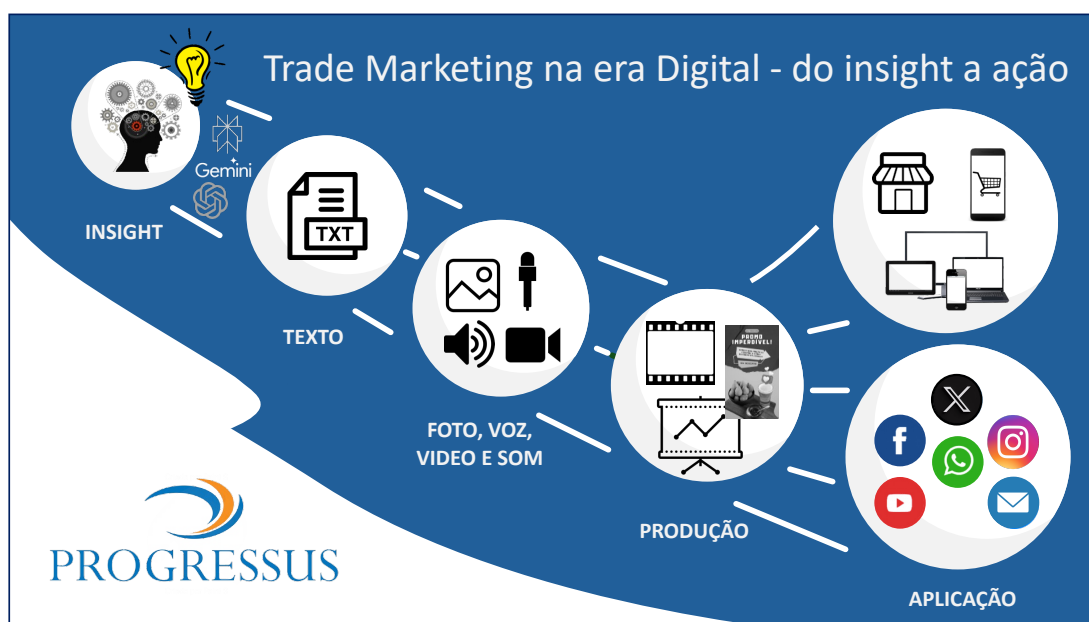 Trade Marketing na era Digital - do insight a ação
Gemini
INSIGHT
TXT
TEXTO
FOTO, VOZ,
VIDEO E SOM
PROMO
IMPERDÍVEL!
PRODUÇÃO
APLICAÇÃO
PROGRESSUS